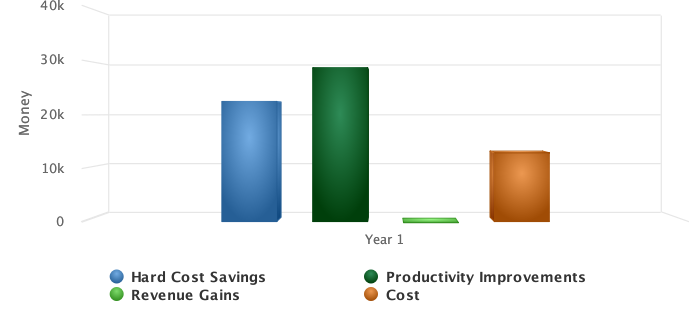 40k
30k
20k
10k
0
Money
Year 1
Hard Cost Savings
Productivity Improvements
Revenue Gains
Cost